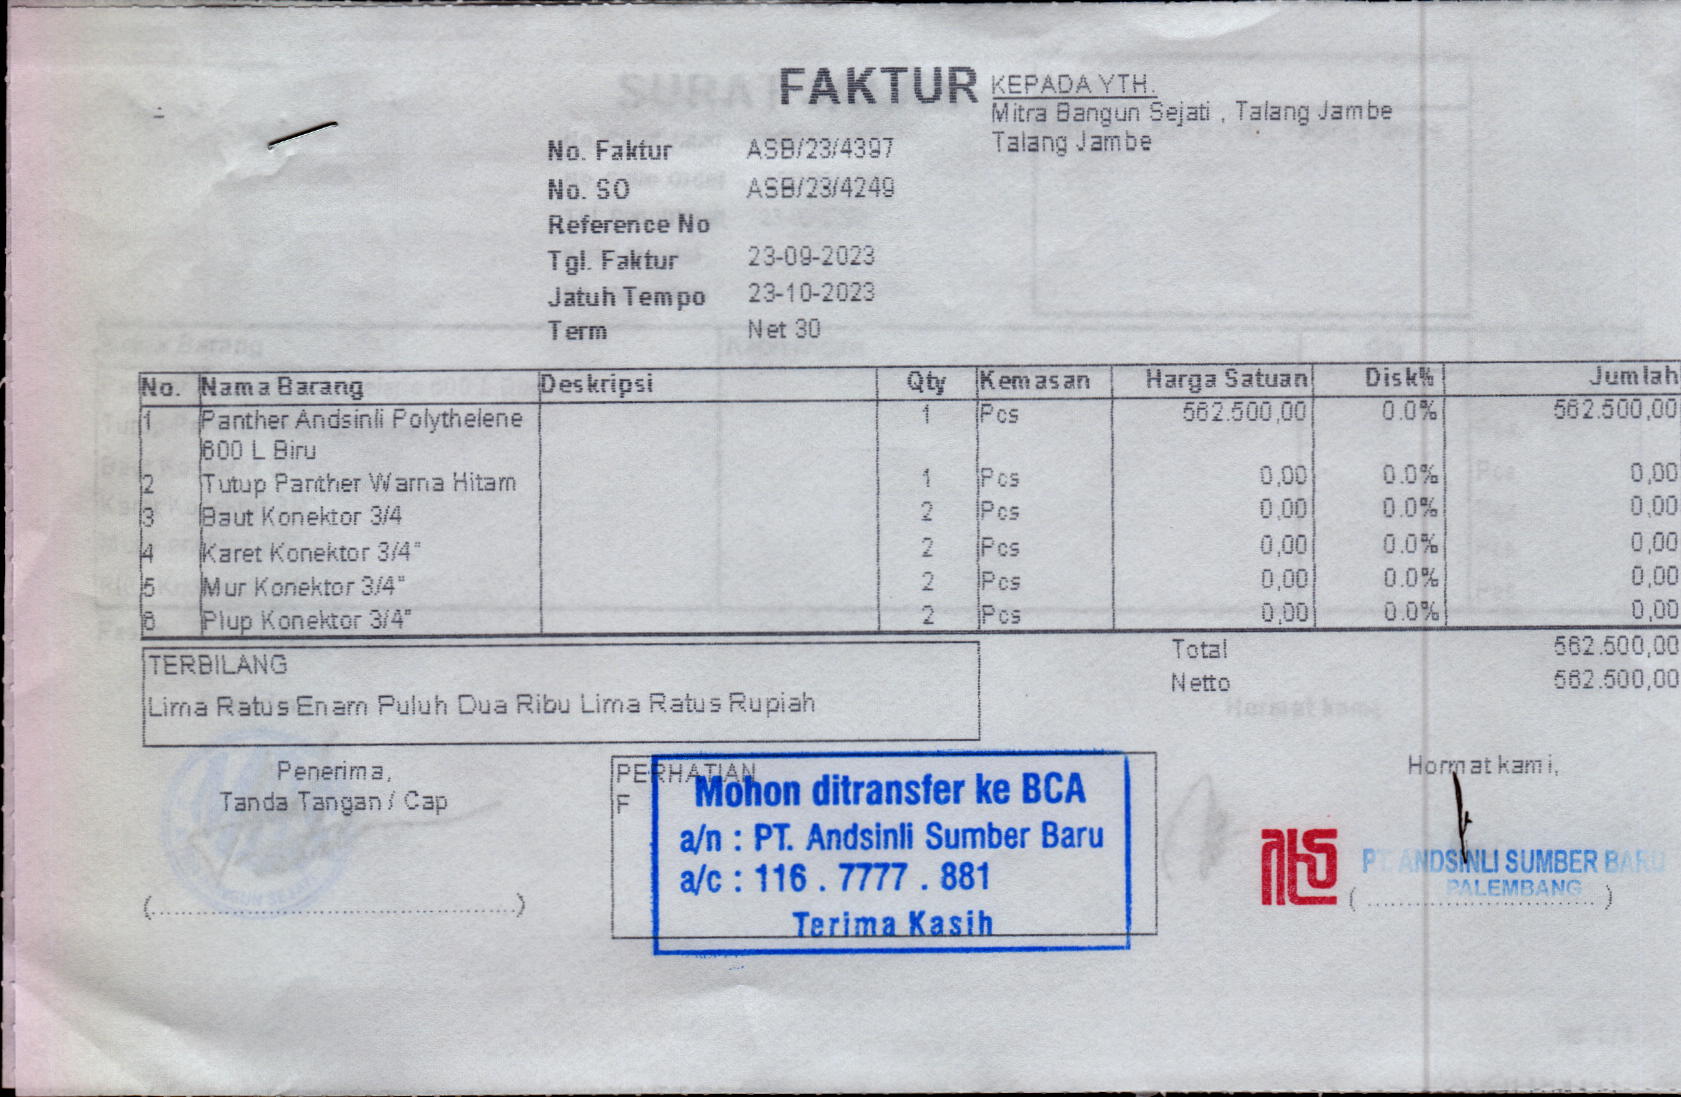 FAKTUR
KEPADA YTH.
Mitra Bangun Sejati , Talang Jambe
Talang Jambe
No. Faktur ASB/23/4397
No. SO ASB/23/4249
Reference No
Tgl. Faktur 23-09-2023
Jatuh Tempo 23-10-2023
Term Net 30
No. Nama Barang Deskripsi Qty Kemasan Harga Satuan Disk% Jumlah
1 Panther Andsinli Polythelene 1 Pcs 562.500,00 0.0% 562.500,00
600 L Biru
2 Tutup Panther Warna Hitam 1 Pcs 0,00 0.0% 0,00
3 Baut Konektor 3/4 2 Pcs 0,00 0.0% 0,00
4 Karet Konektor 3/4" 2 Pcs 0,00 0.0% 0,00
5 Mur Konektor 3/4" 2 Pcs 0,00 0.0% 0,00
6 Plup Konektor 3/4" 2 Pcs 0,00 0.0% 0,00
Total 562.500,00
Netto 562.500,00
TERBILANG
Lima Ratus Enam Puluh Dua Ribu Lima Ratus Rupiah
Penerima,
Tanda Tangan / Cap
(........................................)
PERHATIAN
F
Mohon ditransfer ke BCA
a/n : PT. Andsinli Sumber Baru
a/c : 116 . 7777 . 881
Terima Kasih
Hormat kami,
PT. ANDSINLI SUMBER BARU
PALEMBANG
(............................)